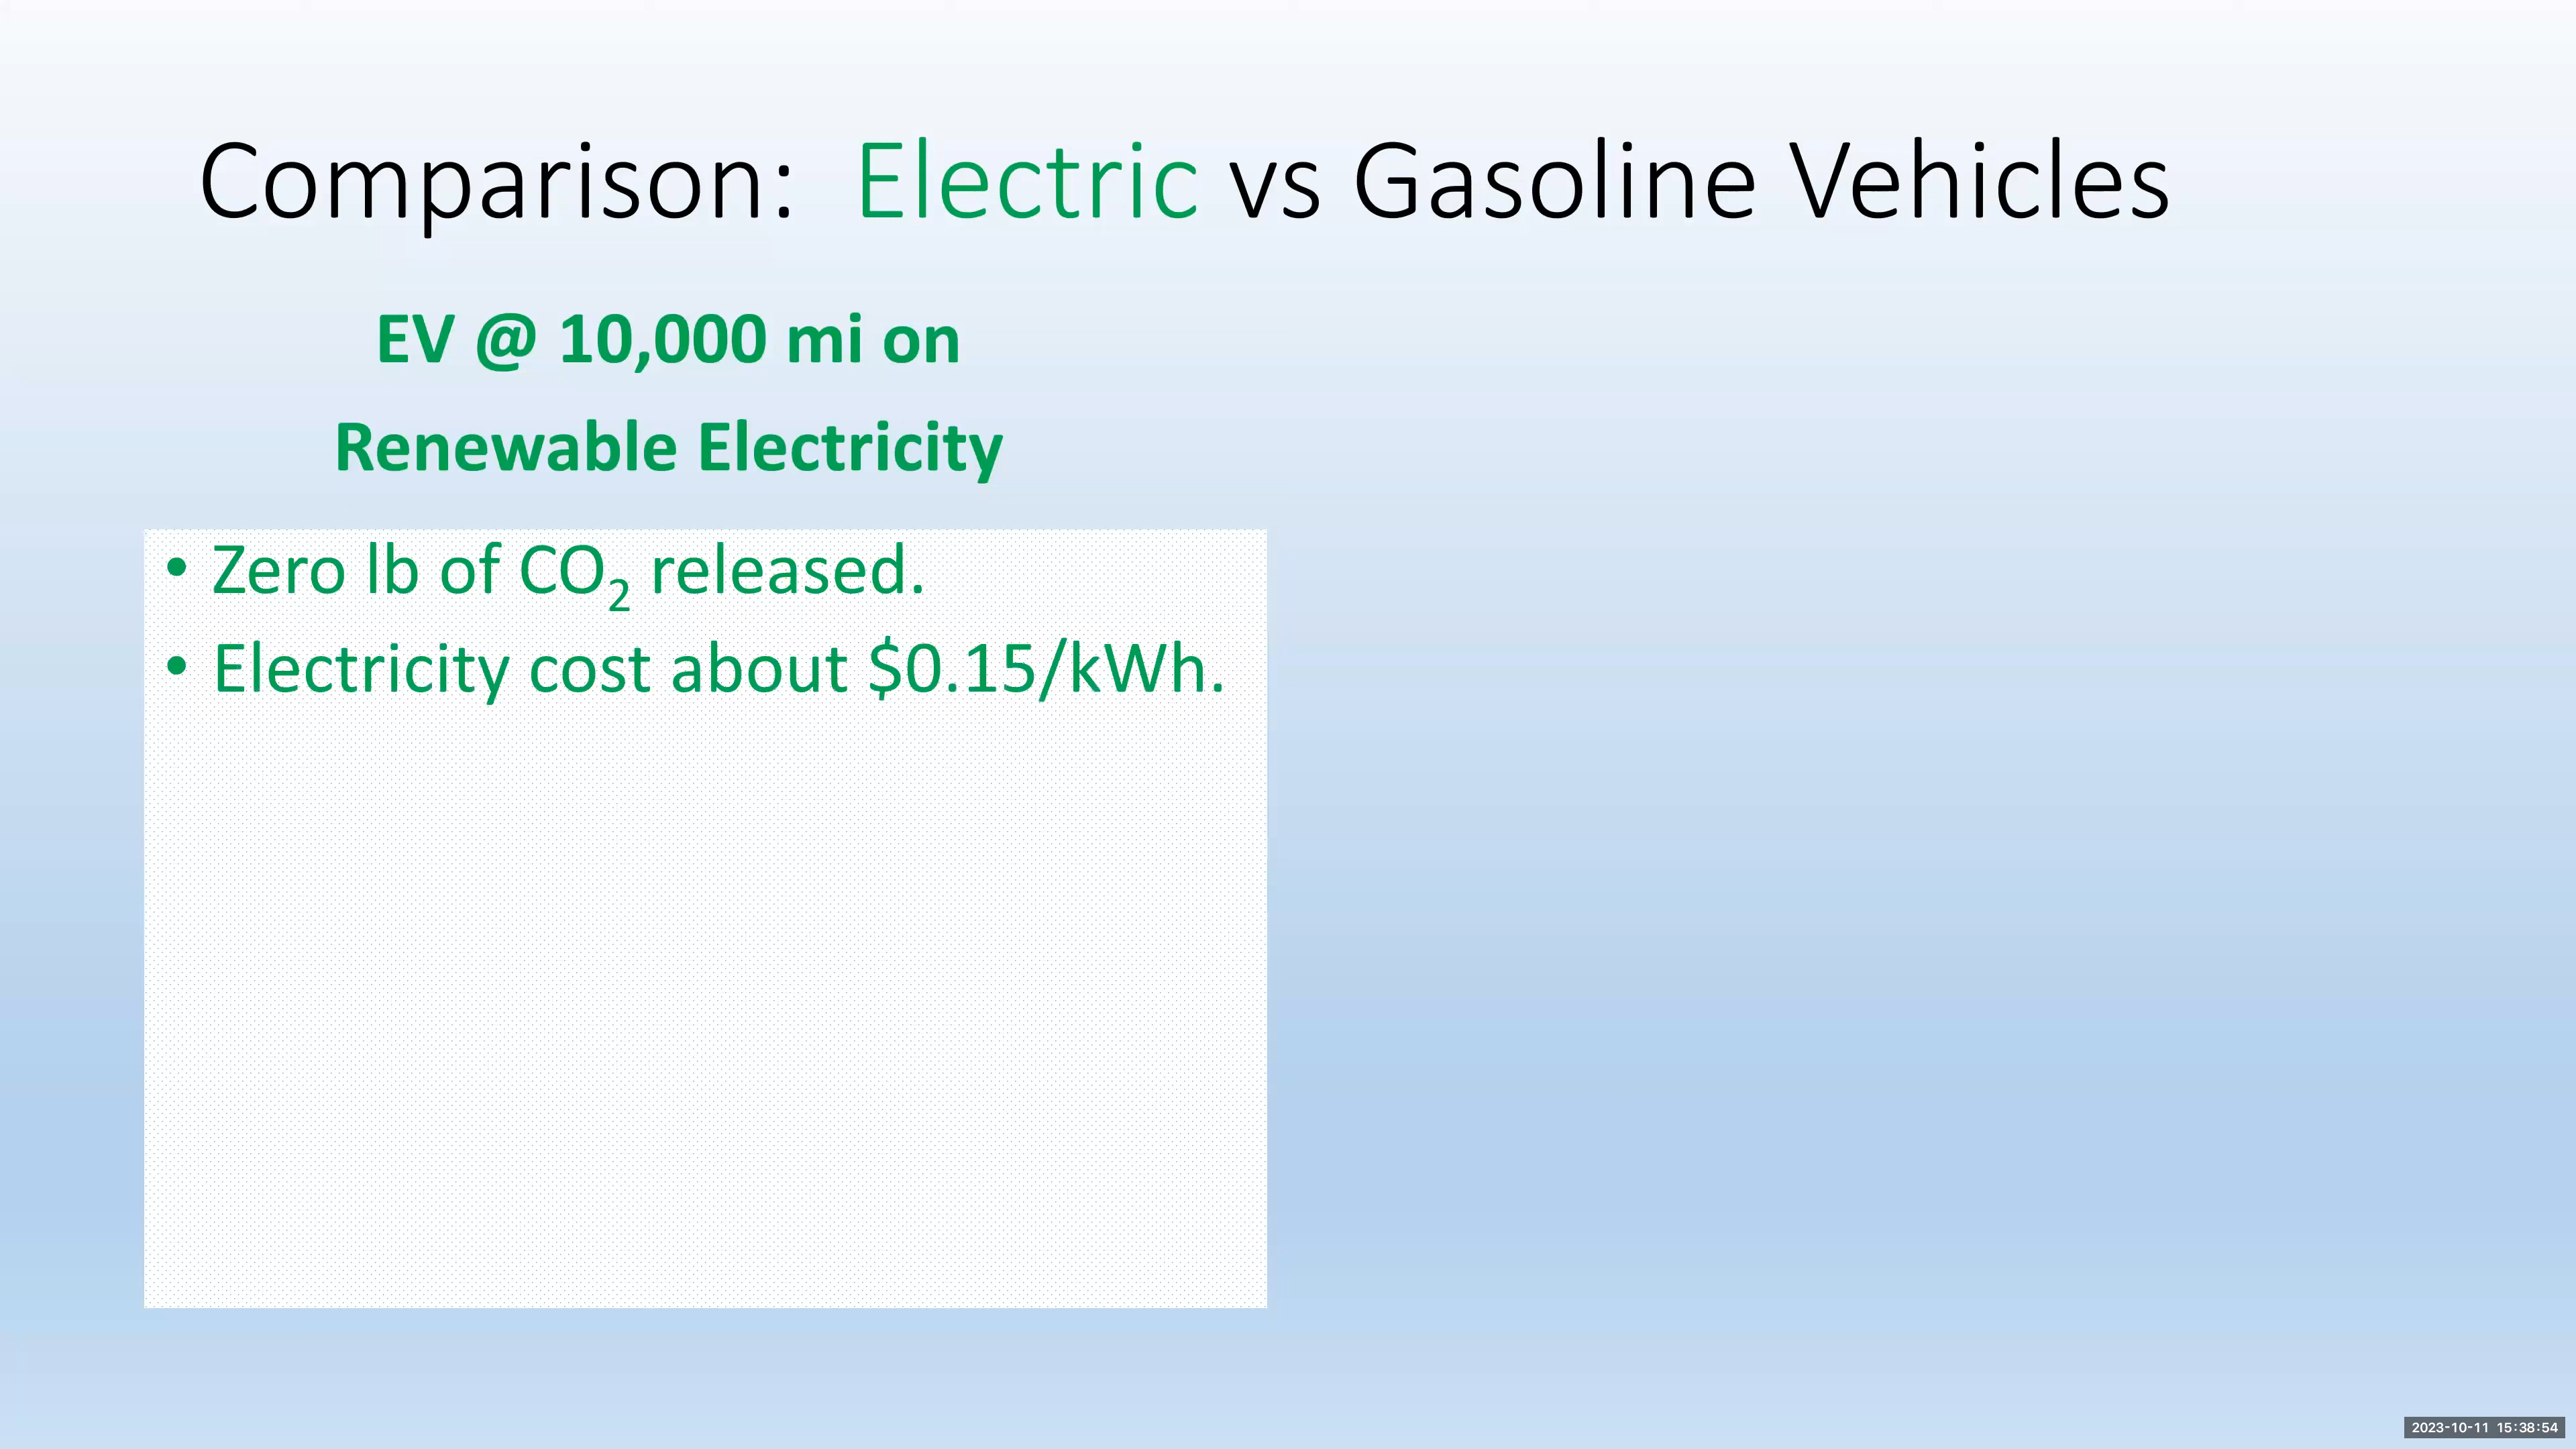 Comparison:  Electric vs Gasoline Vehicles
EV @ 10,000 mi on
Renewable Electricity
• Zero lb of CO₂ released.
• Electricity cost about $0.15/kWh.
2023-10-11 15:38:54